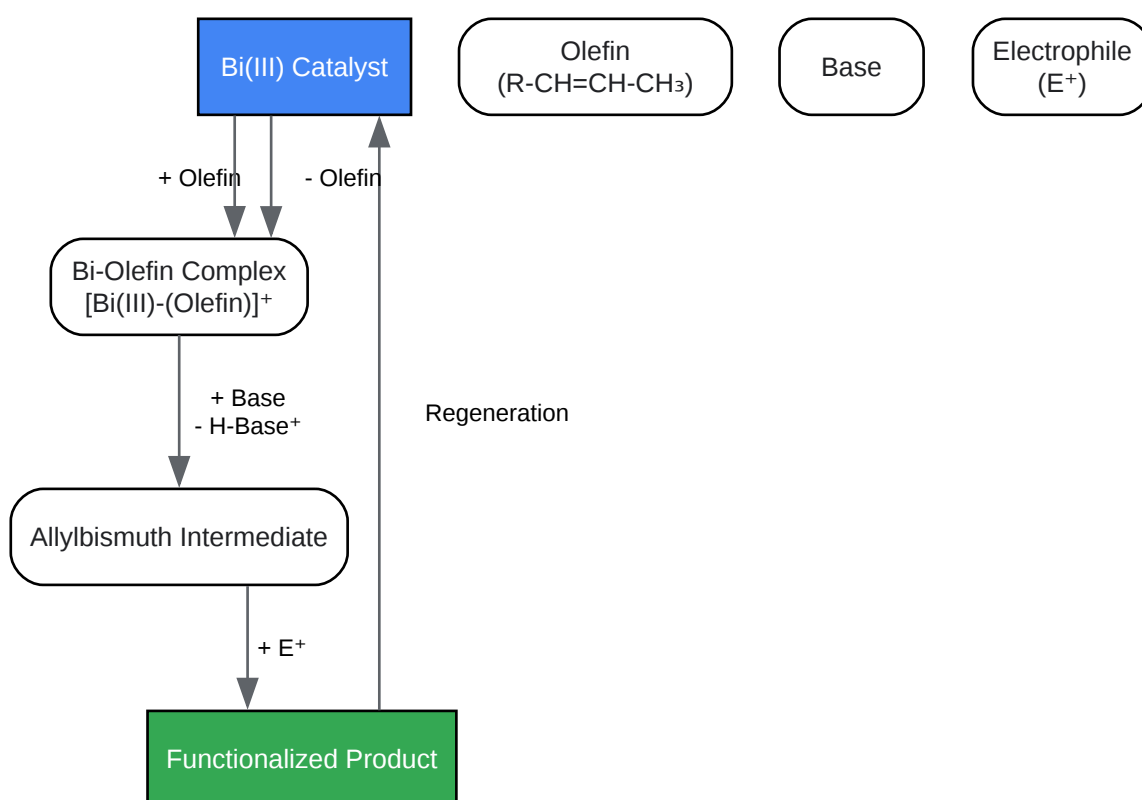 Bi(III) Catalyst
Olefin
(R-CH=CH-CH₃)
Base
Electrophile
(E⁺)
+ Olefin
- Olefin
Bi-Olefin Complex
[Bi(III)-(Olefin)]⁺
+ Base
- H-Base⁺
Regeneration
Allylbismuth Intermediate
+ E⁺
Functionalized Product